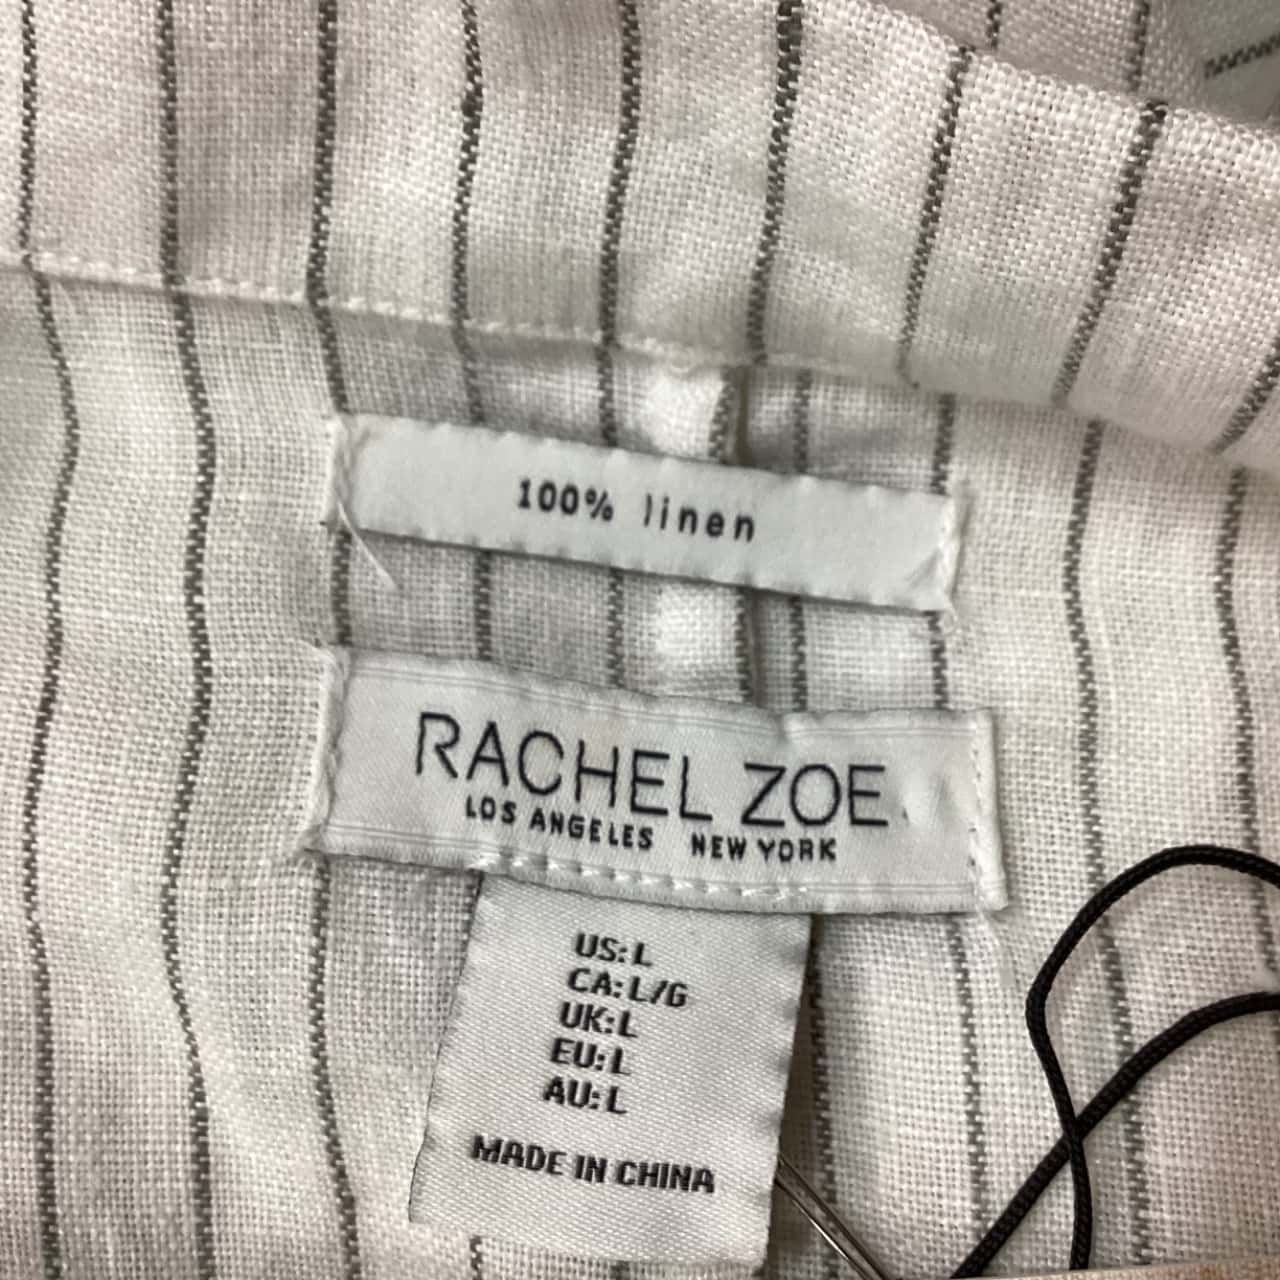 100% linen
RACHEL ZOE
LOS ANGELES NEW YORK
US: L
CA: L/G
UK: L
EU: L
AU: L
MADE IN CHINA